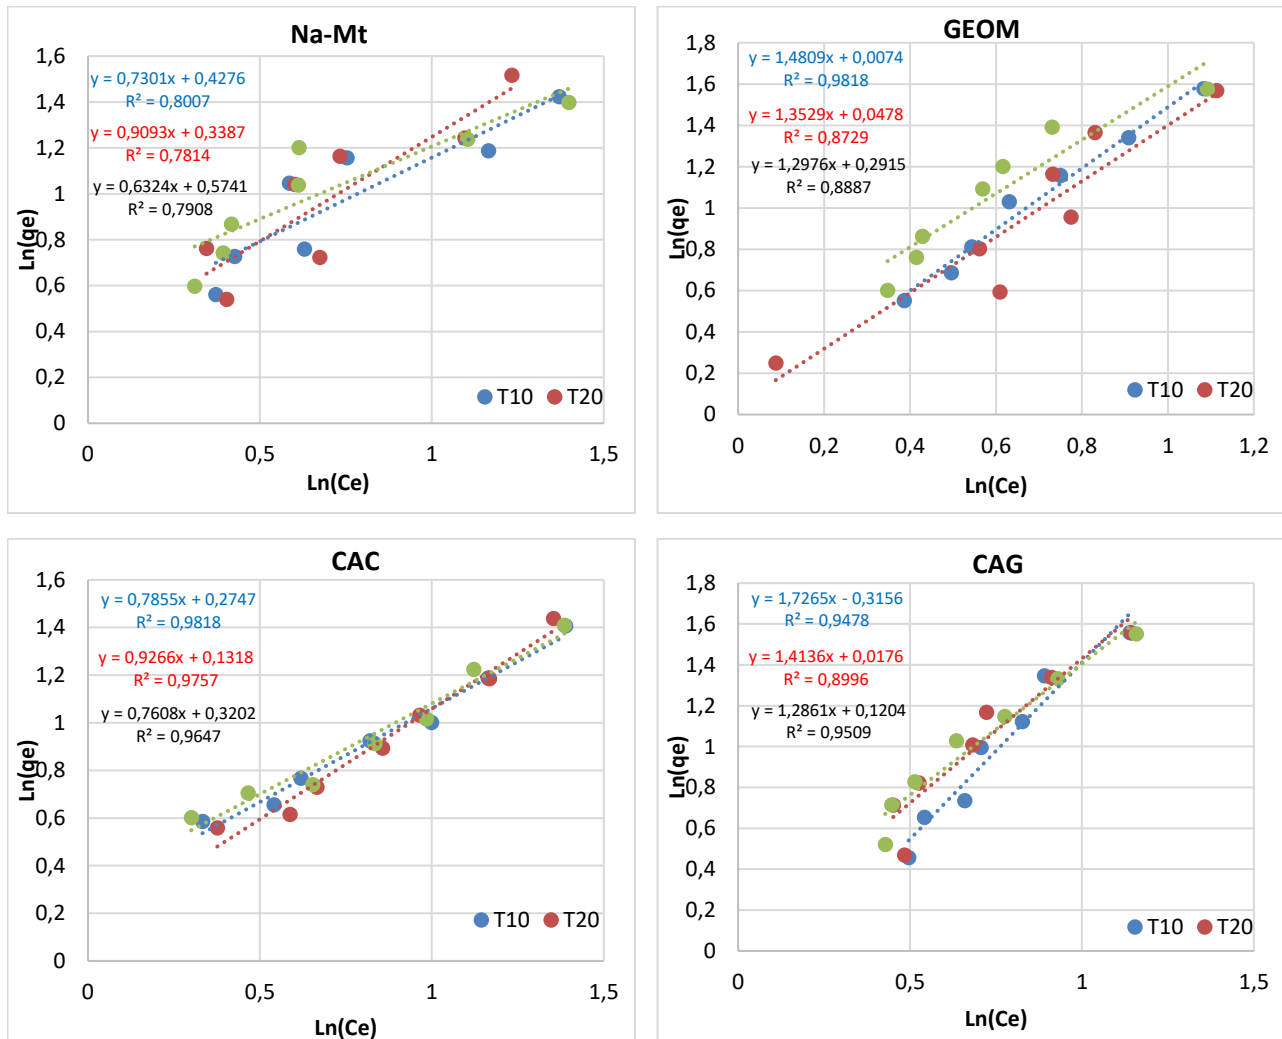 Na-Mt
y = 0,7301x + 0,4276
R² = 0,8007
y = 0,9093x + 0,3387
R² = 0,7814
y = 0,6324x + 0,5741
R² = 0,7908
Ln(qe)
1,6
1,4
1,2
1
0,8
0,6
0,4
0,2
0
0
0,5
1
1,5
Ln(Ce)
T10
T20
GEOM
y = 1,4809x + 0,0074
R² = 0,9818
y = 1,3529x + 0,0478
R² = 0,8729
y = 1,2976x + 0,2915
R² = 0,8887
Ln(qe)
1,8
1,6
1,4
1,2
1
0,8
0,6
0,4
0,2
0
0
0,2
0,4
0,6
0,8
1
1,2
Ln(Ce)
T10
T20
CAC
y = 0,7855x + 0,2747
R² = 0,9818
y = 0,9266x + 0,1318
R² = 0,9757
y = 0,7608x + 0,3202
R² = 0,9647
Ln(qe)
1,6
1,4
1,2
1
0,8
0,6
0,4
0,2
0
0
0,5
1
1,5
Ln(Ce)
T10
T20
CAG
y = 1,7265x - 0,3156
R² = 0,9478
y = 1,4136x + 0,0176
R² = 0,8996
y = 1,2861x + 0,1204
R² = 0,9509
Ln(qe)
1,8
1,6
1,4
1,2
1
0,8
0,6
0,4
0,2
0
0
0,5
1
1,5
Ln(Ce)
T10
T20